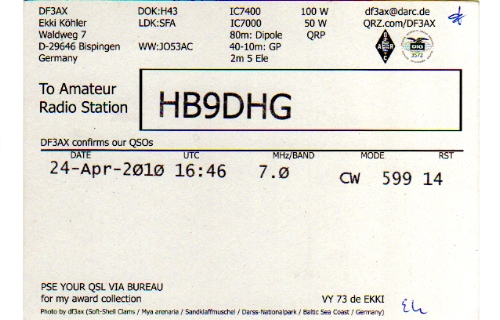 DF3AX DOK:H43 IC7400 100 W df3ax@darc.de
Ekki Köhler LDK:SFA IC7000 50 W QRZ.com/DF3AX
Waldweg 7 80m: Dipole QRP
D-29646 Bispingen WW:JO53AC 40-10m: GP
Germany 2m 5 Ele
To Amateur
Radio Station
HB9DHG
DF3AX confirms our QSOs
DATE UTC MHz/BAND MODE RST
24-Apr-2010 16:46 7.0 CW 599 14
PSE YOUR QSL VIA BUREAU
for my award collection VY 73 de EKKI
Photo by df3ax (Soft-Shell Clams / Mya arenaria / Sandklaffmuschel / Darss-Nationalpark / Baltic Sea Coast / Germany)